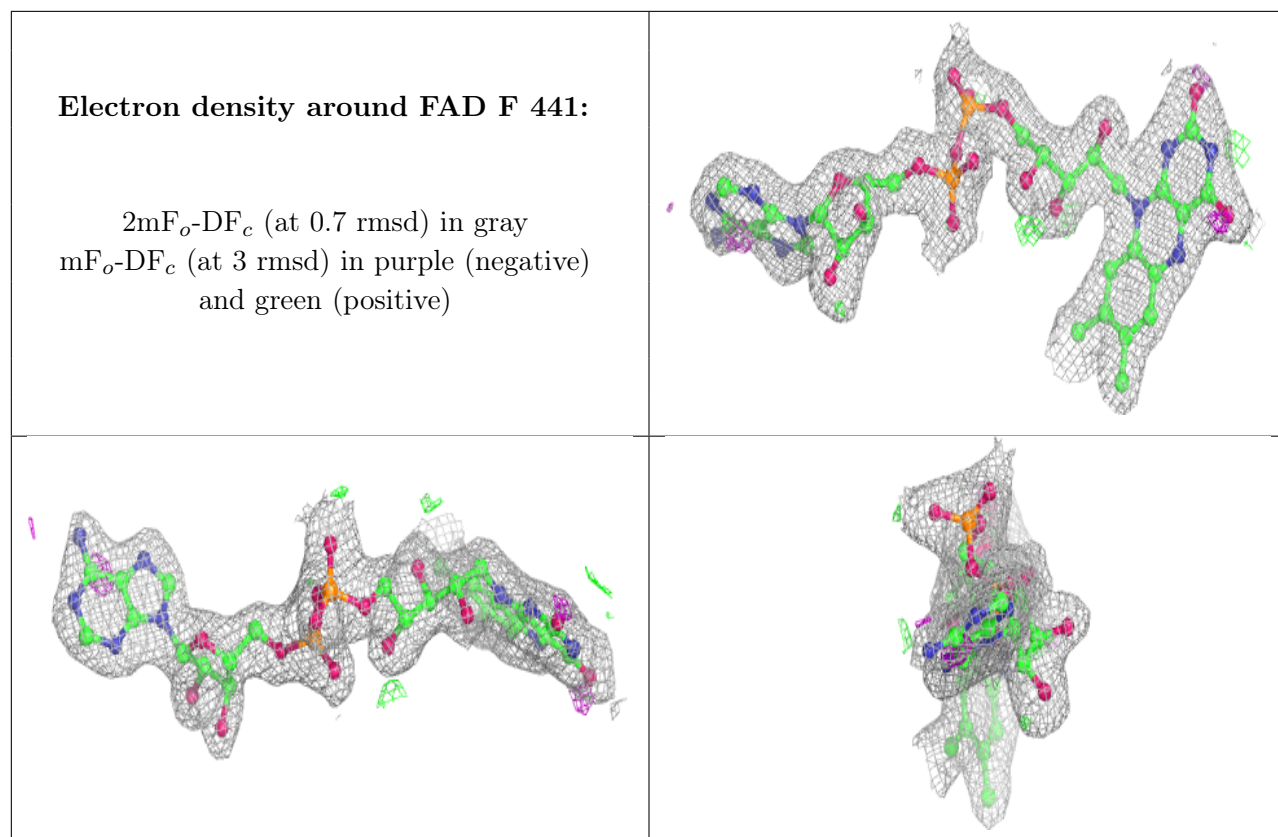 Electron density around FAD F 441:
2mFo-DFc (at 0.7 rmsd) in gray
mFo-DFc (at 3 rmsd) in purple (negative)
and green (positive)